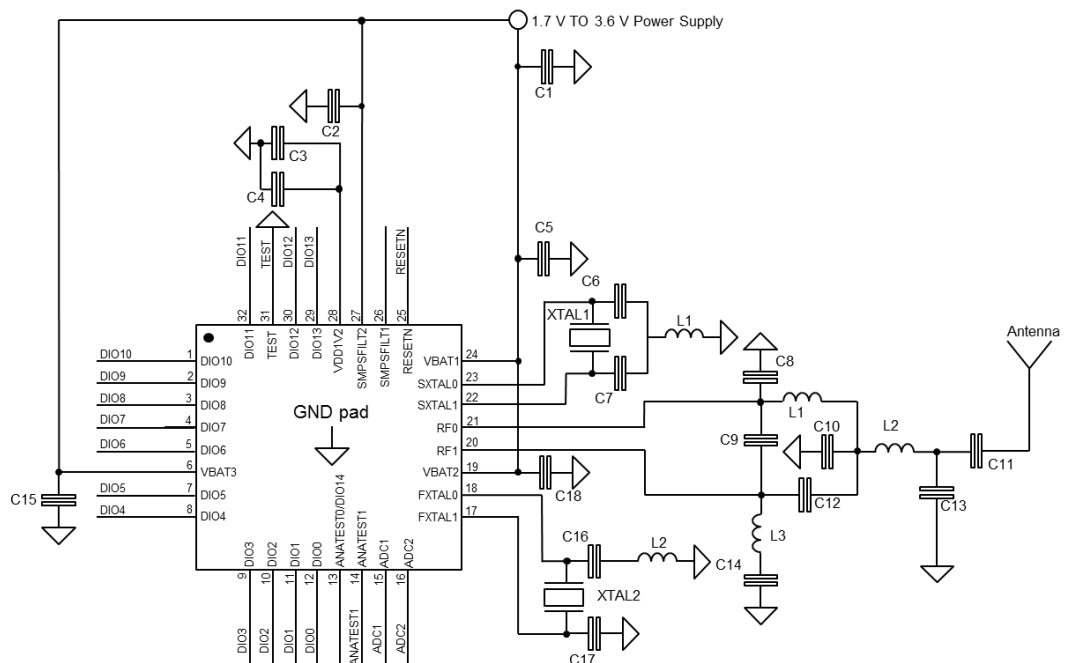 1.7 V TO 3.6 V Power Supply
C1
C2
C3
C4
C5
C6
DIO11
TEST
DIO12
DIO13
RESETN
32
31
30
29
28
27
26
25
DIO11
TEST
DIO12
DIO13
VDD1V2
SMPSFILT2
SMPSFILT1
RESETN
XTAL1
L1
C7
Antenna
C8
L1
C9
C10
L2
C11
C12
C13
L3
C14
DIO10
1
DIO10
DIO9
2
DIO9
DIO8
3
DIO8
DIO7
4
DIO7
DIO6
5
DIO6
6
VBAT3
DIO5
7
DIO5
DIO4
8
DIO4
C15
GND pad
VBAT1
24
SXTAL0
23
SXTAL1
22
RF0
21
RF1
20
VBAT2
19
FXTAL0
18
FXTAL1
17
C18
C16
L2
XTAL2
C17
DIO3
DIO2
DIO1
DIO0
ANATEST0/DIO14
ANATEST1
ADC1
ADC2
9
10
11
12
13
14
15
16
DIO3
DIO2
DIO1
DIO0
ANATEST1
ADC1
ADC2